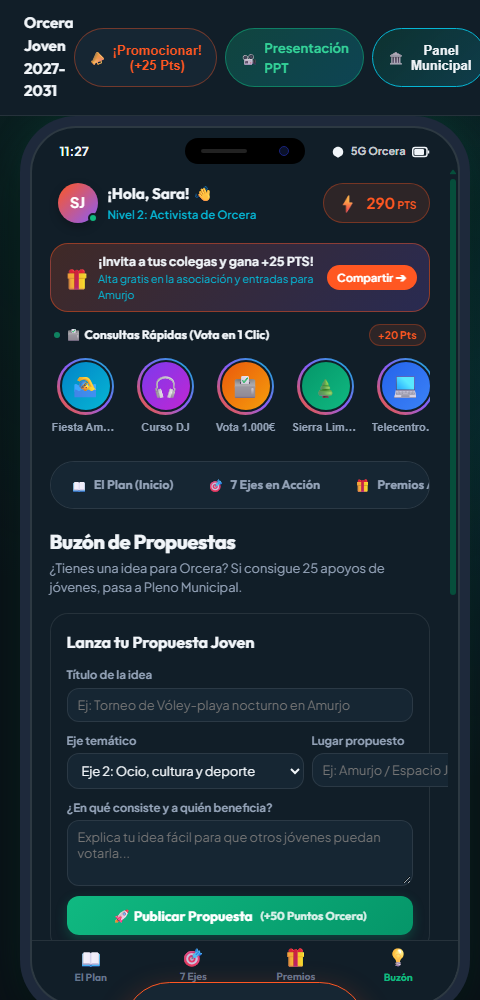 Orcera
Joven
2027-
2031
¡Promocionar!
(+25 Pts)
Presentación
PPT
Panel
Municipal
11:27
5G Orcera
SJ
¡Hola, Sara! 👋
Nivel 2: Activista de Orcera
290 PTS
¡Invita a tus colegas y gana +25 PTS!
Alta gratis en la asociación y entradas para
Amurjo
Compartir ➔
Consultas Rápidas (Vota en 1 Clic)
+20 Pts
Fiesta Am...
Curso DJ
Vota 1.000€
Sierra Lim...
Telecentro.
El Plan (Inicio)
7 Ejes en Acción
Premios
Buzón de Propuestas
¿Tienes una idea para Orcera? Si consigue 25 apoyos de
jóvenes, pasa a Pleno Municipal.
Lanza tu Propuesta Joven
Título de la idea
Ej: Torneo de Vóley-playa nocturno en Amurjo
Eje temático
Lugar propuesto
Eje 2: Ocio, cultura y deporte
Ej: Amurjo / Espacio J
¿En qué consiste y a quién beneficia?
Explica tu idea fácil para que otros jóvenes puedan
votarla...
🚀 Publicar Propuesta (+50 Puntos Orcera)
El Plan
7 Ejes
Premios
Buzón